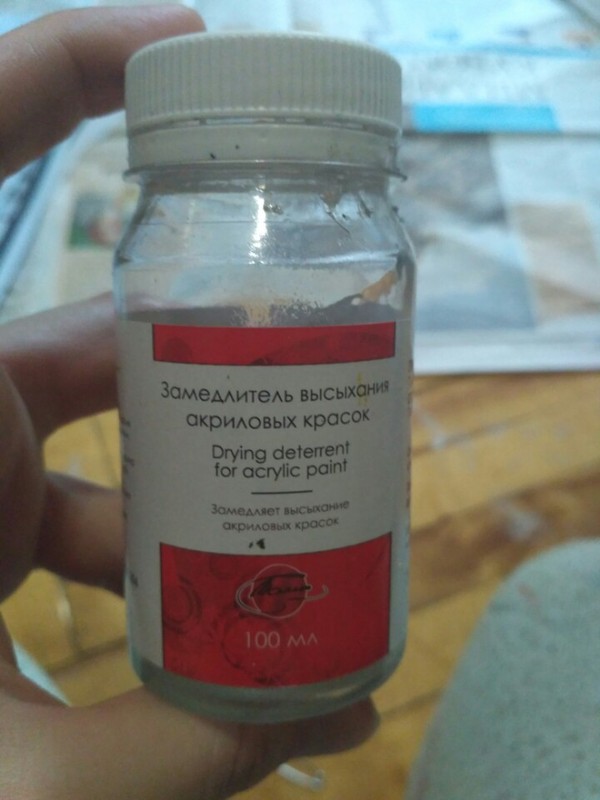 Замедлитель высыхания
акриловых красок
Drying deterrent
for acrylic paint
Замедляет высыхание
акриловых красок
100 мл